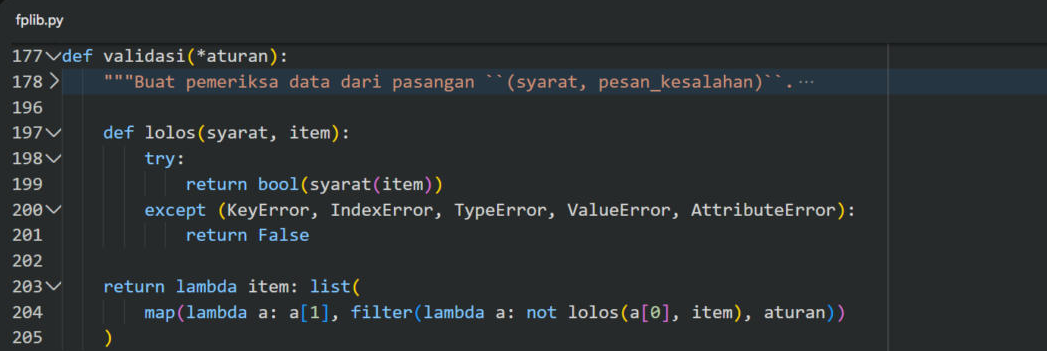 fplib.py
177 def validasi(*aturan):
178     """Buat pemeriksa data dari pasangan ``(syarat, pesan_kesalahan)``.⋯
196
197     def lolos(syarat, item):
198         try:
199             return bool(syarat(item))
200         except (KeyError, IndexError, TypeError, ValueError, AttributeError):
201             return False
202
203     return lambda item: list(
204         map(lambda a: a[1], filter(lambda a: not lolos(a[0], item), aturan))
205     )